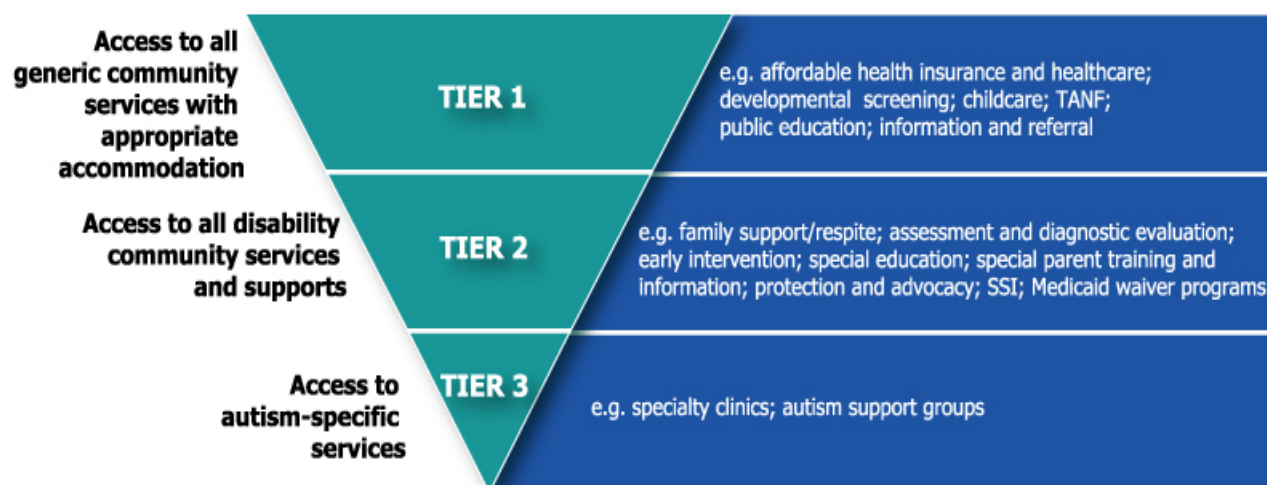 Access to all
generic community
services with
appropriate
accommodation
TIER 1
e.g. affordable health insurance and healthcare;
developmental screening; childcare; TANF;
public education; information and referral
Access to all disability
community services
and supports
TIER 2
e.g. family support/respite; assessment and diagnostic evaluation;
early intervention; special education; special parent training and
information; protection and advocacy; SSI; Medicaid waiver programs
Access to
autism-specific
services
TIER 3
e.g. specialty clinics; autism support groups